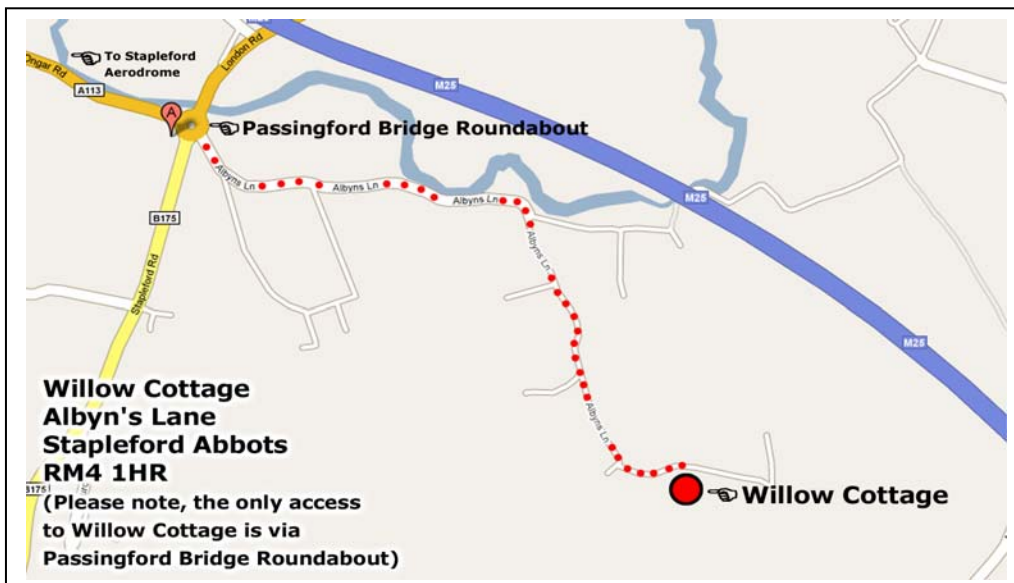 To Stapleford
Aerodrome
London Rd
Ongar Rd
A113
M25
A
Passingford Bridge Roundabout
Albyns Ln
Albyns Ln
Albyns Ln
M25
B175
Albyns Ln
Stapleford Rd
M25
Willow Cottage
Albyn's Lane
Stapleford Abbots
RM4 1HR
(Please note, the only access
to Willow Cottage is via
Passingford Bridge Roundabout)
Albyns Ln
Willow Cottage
M25
B175